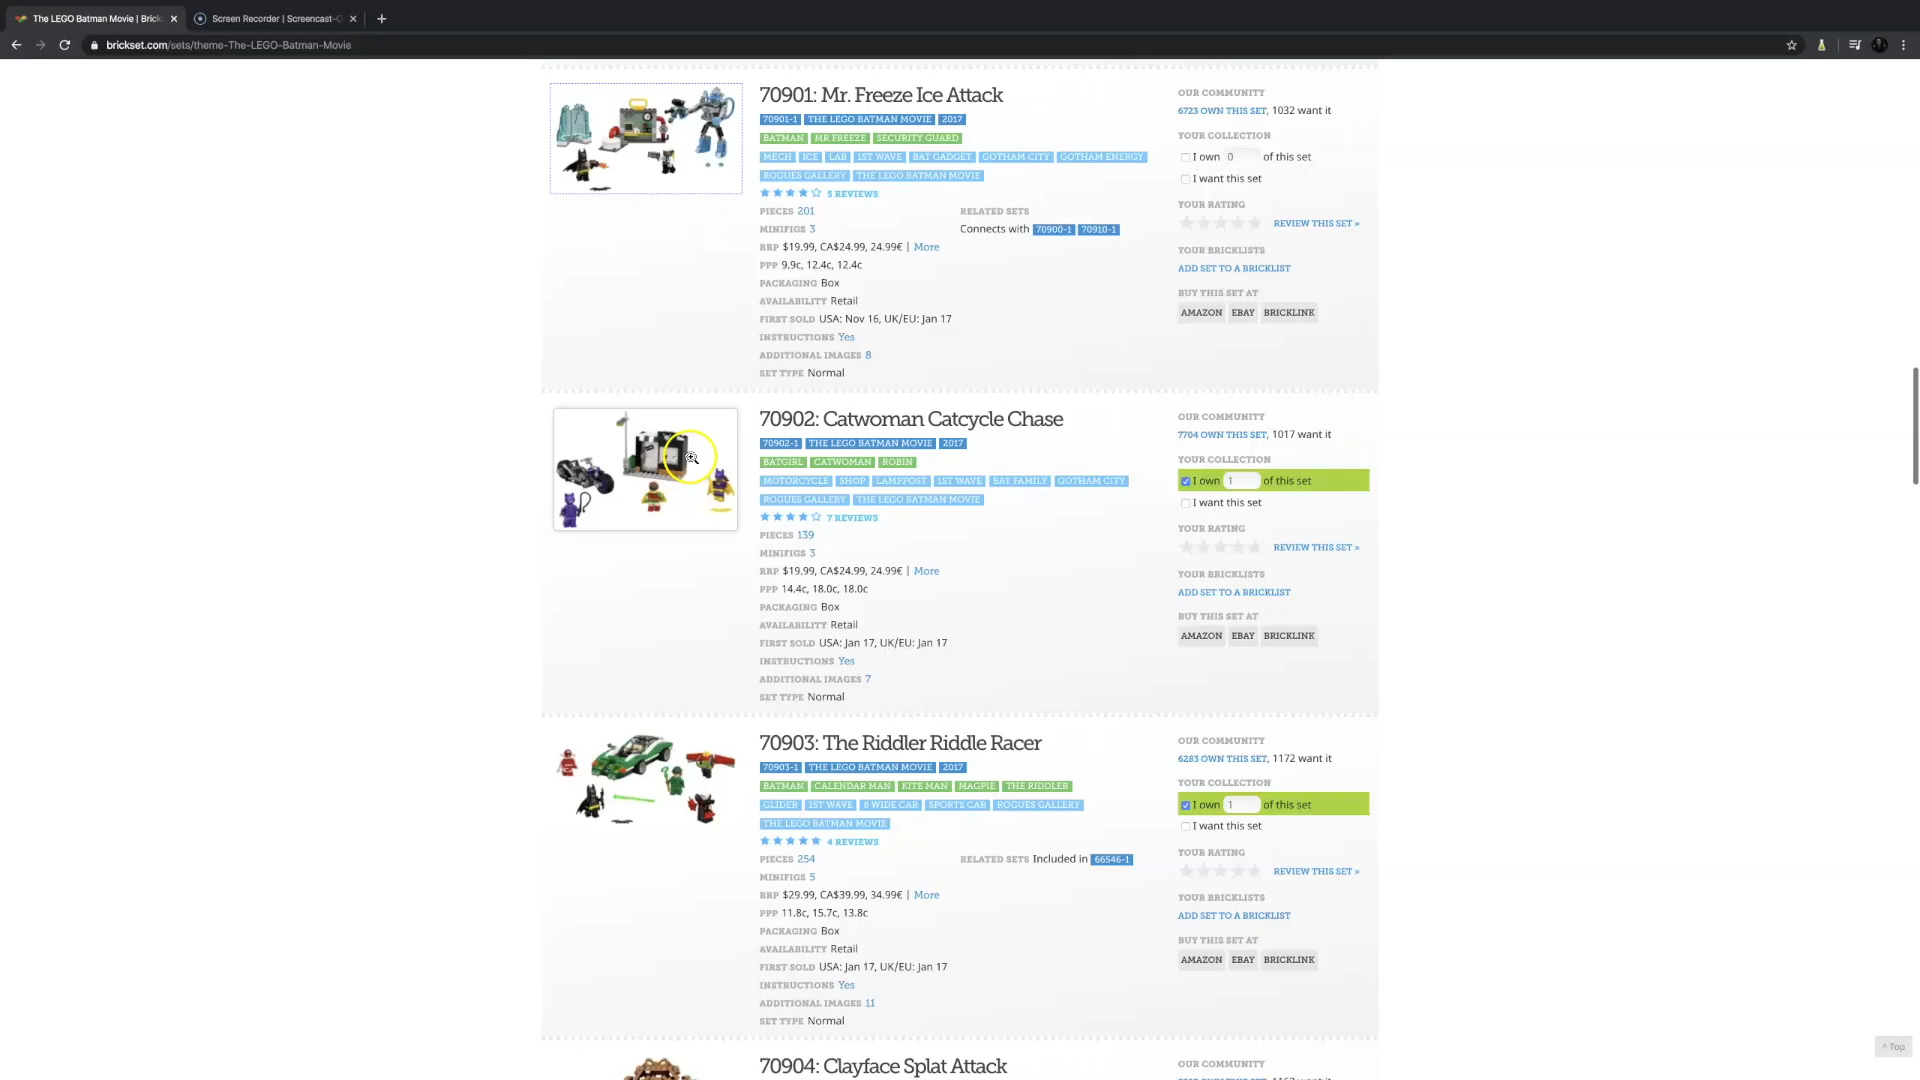 The LEGO Batman Movie | Brick
Screen Recorder | Screencast-O
brickset.com/sets/theme-The-LEGO-Batman-Movie
70901: Mr. Freeze Ice Attack
70901-1 THE LEGO BATMAN MOVIE 2017
BATMAN MR FREEZE SECURITY GUARD
MECH ICE LAB 1ST WAVE BAT GADGET GOTHAM CITY GOTHAM ENERGY
ROGUES GALLERY THE LEGO BATMAN MOVIE
5 REVIEWS
PIECES 201
MINIFIGS 3
RRP $19.99, CA$24.99, 24.99€ | More
PPP 9.9c, 12.4c, 12.4c
PACKAGING Box
AVAILABILITY Retail
FIRST SOLD USA: Nov 16, UK/EU: Jan 17
INSTRUCTIONS Yes
ADDITIONAL IMAGES 8
SET TYPE Normal
RELATED SETS
Connects with 70900-1 70910-1
OUR COMMUNITY
6723 OWN THIS SET, 1032 want it
YOUR COLLECTION
I own 0 of this set
I want this set
YOUR RATING
REVIEW THIS SET »
YOUR BRICKLISTS
ADD SET TO A BRICKLIST
BUY THIS SET AT
AMAZON EBAY BRICKLINK
70902: Catwoman Catcycle Chase
70902-1 THE LEGO BATMAN MOVIE 2017
BATGIRL CATWOMAN ROBIN
MOTORCYCLE SHOP LAMPPOST 1ST WAVE BAT FAMILY GOTHAM CITY
ROGUES GALLERY THE LEGO BATMAN MOVIE
7 REVIEWS
PIECES 139
MINIFIGS 3
RRP $19.99, CA$24.99, 24.99€ | More
PPP 14.4c, 18.0c, 18.0c
PACKAGING Box
AVAILABILITY Retail
FIRST SOLD USA: Jan 17, UK/EU: Jan 17
INSTRUCTIONS Yes
ADDITIONAL IMAGES 7
SET TYPE Normal
OUR COMMUNITY
7704 OWN THIS SET, 1017 want it
YOUR COLLECTION
I own 1 of this set
I want this set
YOUR RATING
REVIEW THIS SET »
YOUR BRICKLISTS
ADD SET TO A BRICKLIST
BUY THIS SET AT
AMAZON EBAY BRICKLINK
70903: The Riddler Riddle Racer
70903-1 THE LEGO BATMAN MOVIE 2017
BATMAN CALENDAR MAN KITE MAN MAGPIE THE RIDDLER
GLIDER 1ST WAVE 8 WIDE CAR SPORTS CAR ROGUES GALLERY
THE LEGO BATMAN MOVIE
4 REVIEWS
PIECES 254
MINIFIGS 5
RRP $29.99, CA$39.99, 34.99€ | More
PPP 11.8c, 15.7c, 13.8c
PACKAGING Box
AVAILABILITY Retail
FIRST SOLD USA: Jan 17, UK/EU: Jan 17
INSTRUCTIONS Yes
ADDITIONAL IMAGES 11
SET TYPE Normal
RELATED SETS Included in 66546-1
OUR COMMUNITY
6283 OWN THIS SET, 1172 want it
YOUR COLLECTION
I own 1 of this set
I want this set
YOUR RATING
REVIEW THIS SET »
YOUR BRICKLISTS
ADD SET TO A BRICKLIST
BUY THIS SET AT
AMAZON EBAY BRICKLINK
70904: Clayface Splat Attack
OUR COMMUNITY
^ Top